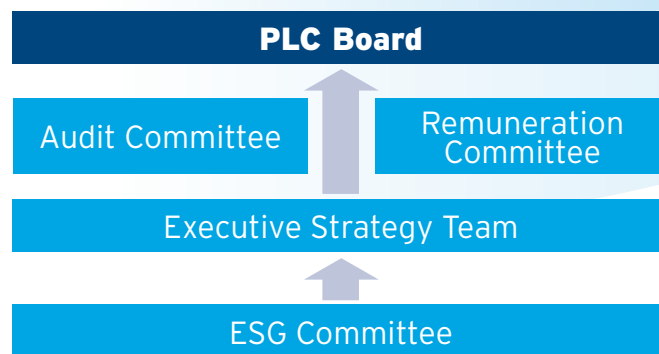 PLC Board
Audit Committee
Remuneration
Committee
Executive Strategy Team
ESG Committee